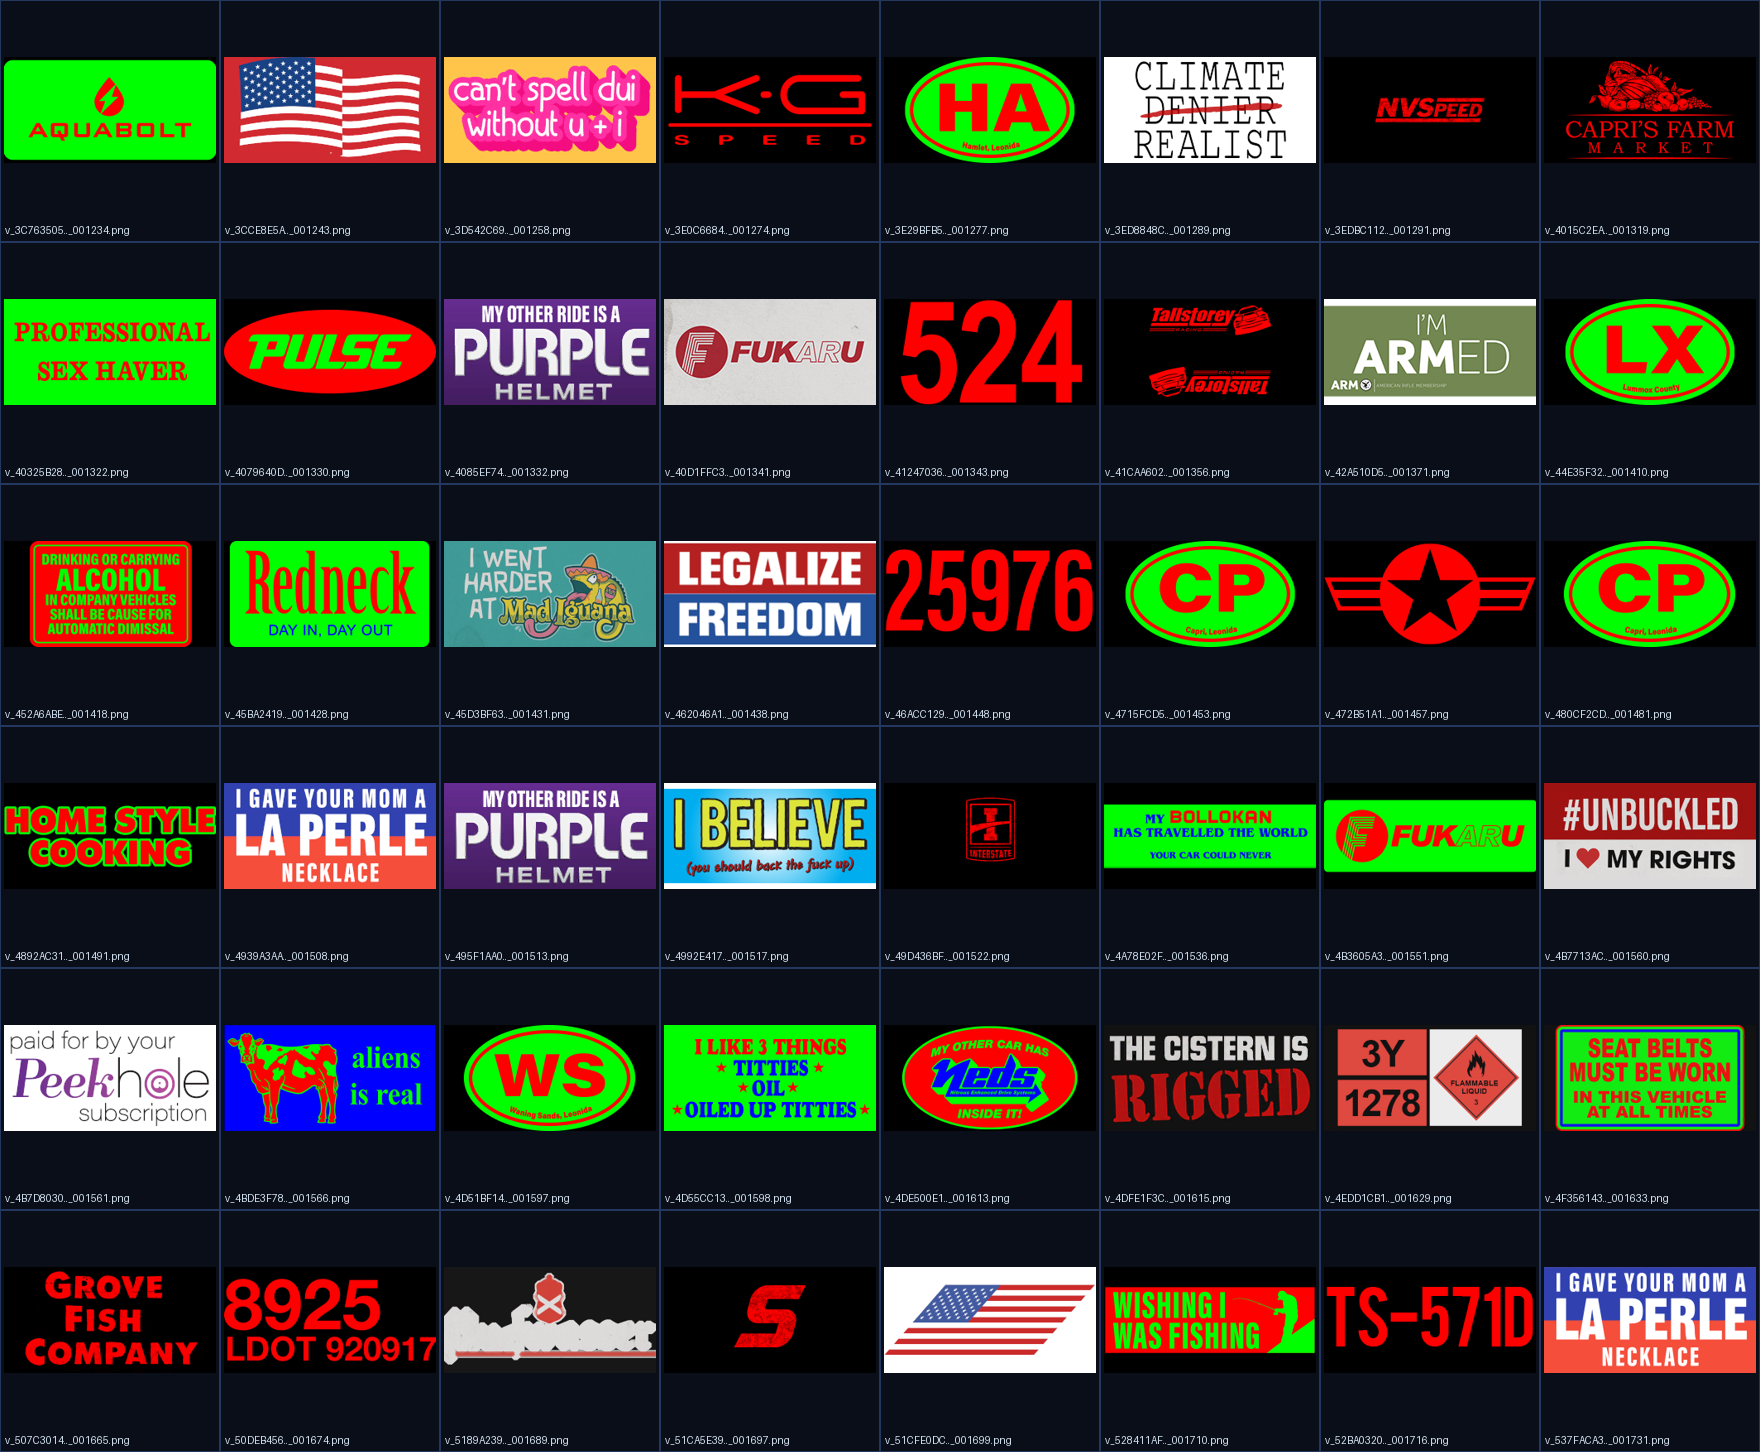 AQUABOLT
can't spell dui
without u + i
K-G
SPEED
HA
Hamlet, Leonida
CLIMATE
DENIER
REALIST
NVSPEED
CAPRI'S FARM
MARKET
v_3C763505.._001234.png
v_3CCE8E5A.._001243.png
v_3D542C69.._001258.png
v_3E0C6684.._001274.png
v_3E29BFB5.._001277.png
v_3ED8848C.._001289.png
v_3EDBC112.._001291.png
v_4015C2EA.._001319.png
PROFESSIONAL
SEX HAVER
PULSE
MY OTHER RIDE IS A
PURPLE
HELMET
FUKARU
524
Tallstorey
Tallstorey
I'M
ARMED
ARM
AMERICAN RIFLE MEMBERSHIP
LX
Lummox County
v_40325B28.._001322.png
v_4079640D.._001330.png
v_4085EF74.._001332.png
v_40D1FFC3.._001341.png
v_41247036.._001343.png
v_41CAA602.._001356.png
v_42A510D5.._001371.png
v_44E35F32.._001410.png
DRINKING OR CARRYING
ALCOHOL
IN COMPANY VEHICLES
SHALL BE CAUSE FOR
AUTOMATIC DIMISSAL
Redneck
DAY IN, DAY OUT
I WENT
HARDER
AT Mad Iguana
LEGALIZE
FREEDOM
25976
CP
Capri, Leonida
CP
Capri, Leonida
v_452A6ABE.._001418.png
v_45BA2419.._001428.png
v_45D3BF63.._001431.png
v_462046A1.._001438.png
v_46ACC129.._001448.png
v_4715FCD5.._001453.png
v_472B51A1.._001457.png
v_480CF2CD.._001481.png
HOME STYLE
COOKING
I GAVE YOUR MOM A
LA PERLE
NECKLACE
MY OTHER RIDE IS A
PURPLE
HELMET
I BELIEVE
(you should back the fuck up)
I
INTERSTATE
MY BOLLOKAN
HAS TRAVELLED THE WORLD
YOUR CAR COULD NEVER
FUKARU
#UNBUCKLED
I MY RIGHTS
v_4892AC31.._001491.png
v_4939A3AA.._001508.png
v_495F1AA0.._001513.png
v_4992E417.._001517.png
v_49D436BF.._001522.png
v_4A78E02F.._001536.png
v_4B3605A3.._001551.png
v_4B7713AC.._001560.png
paid for by your
Peekhole
subscription
aliens
is real
WS
Waning Sands, Leonida
I LIKE 3 THINGS
TITTIES
OIL
OILED UP TITTIES
MY OTHER CAR HAS
Neds
Nitrous Enhanced Drive Systems
INSIDE IT!
THE CISTERN IS
RIGGED
3Y
1278
FLAMMABLE
LIQUID
3
SEAT BELTS
MUST BE WORN
IN THIS VEHICLE
AT ALL TIMES
v_4B7D8030.._001561.png
v_4BDE3F78.._001566.png
v_4D51BF14.._001597.png
v_4D55CC13.._001598.png
v_4DE500E1.._001613.png
v_4DFE1F3C.._001615.png
v_4EDD1CB1.._001629.png
v_4F356143.._001633.png
GROVE
FISH
COMPANY
8925
LDOT 920917
S
WISHING I
WAS FISHING
TS-571D
I GAVE YOUR MOM A
LA PERLE
NECKLACE
v_507C3014.._001665.png
v_50DEB456.._001674.png
v_5189A239.._001689.png
v_51CA5E39.._001697.png
v_51CFE0DC.._001699.png
v_528411AF.._001710.png
v_52BA0320.._001716.png
v_537FACA3.._001731.png